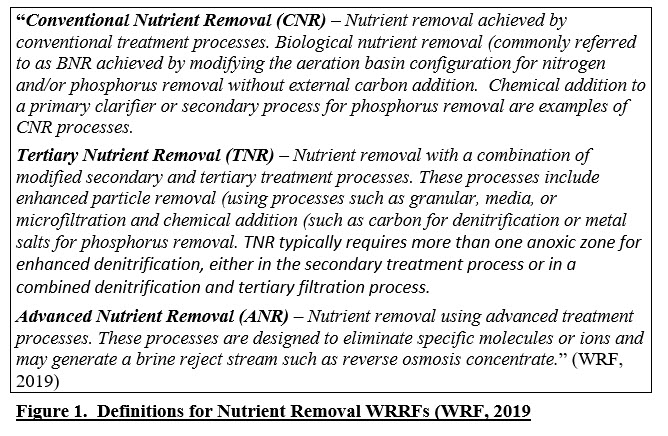 “Conventional Nutrient Removal (CNR) – Nutrient removal achieved by
conventional treatment processes. Biological nutrient removal (commonly referred
to as BNR achieved by modifying the aeration basin configuration for nitrogen
and/or phosphorus removal without external carbon addition.  Chemical addition to
a primary clarifier or secondary process for phosphorus removal are examples of
CNR processes.
Tertiary Nutrient Removal (TNR) – Nutrient removal with a combination of
modified secondary and tertiary treatment processes. These processes include
enhanced particle removal (using processes such as granular, media, or
microfiltration and chemical addition (such as carbon for denitrification or metal
salts for phosphorus removal. TNR typically requires more than one anoxic zone for
enhanced denitrification, either in the secondary treatment process or in a
combined denitrification and tertiary filtration process.
Advanced Nutrient Removal (ANR) – Nutrient removal using advanced treatment
processes. These processes are designed to eliminate specific molecules or ions and
may generate a brine reject stream such as reverse osmosis concentrate.” (WRF,
2019)
Figure 1.  Definitions for Nutrient Removal WRRFs (WRF, 2019